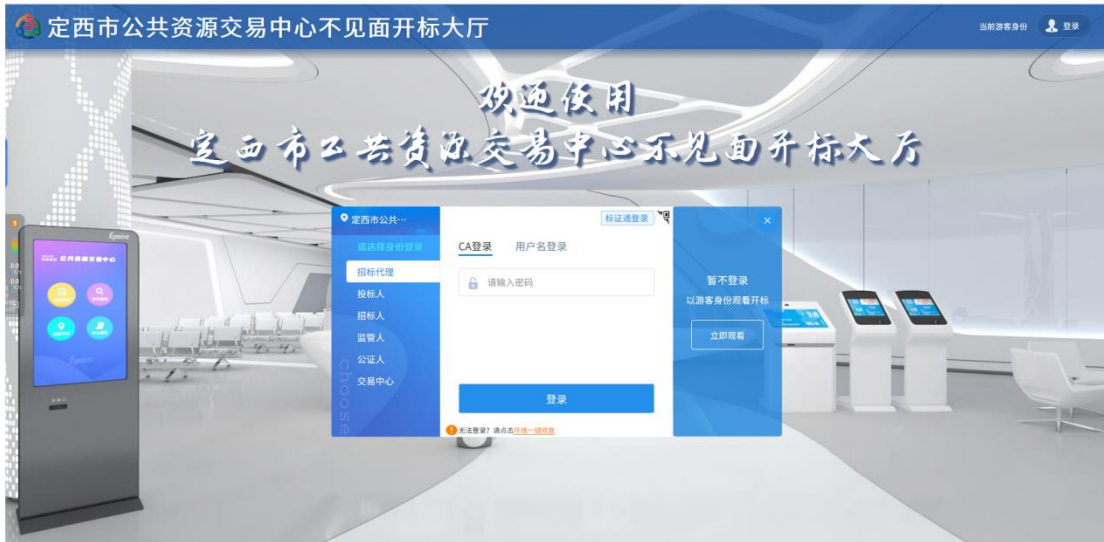 定西市公共资源交易中心不见面开标大厅
当前游客身份
登录
欢迎使用
定西市公共资源交易中心不见面开标大厅
定西市公共…
请选择身份登录
招标代理
投标人
招标人
监管人
公证人
交易中心
choose
标证通登录
CA登录 用户名登录
请输入密码
登录
无法登录？请点击环境一键修复
×
暂不登录
以游客身份观看开标
立即观看
Epoint
公共资源交易中心
Epoint